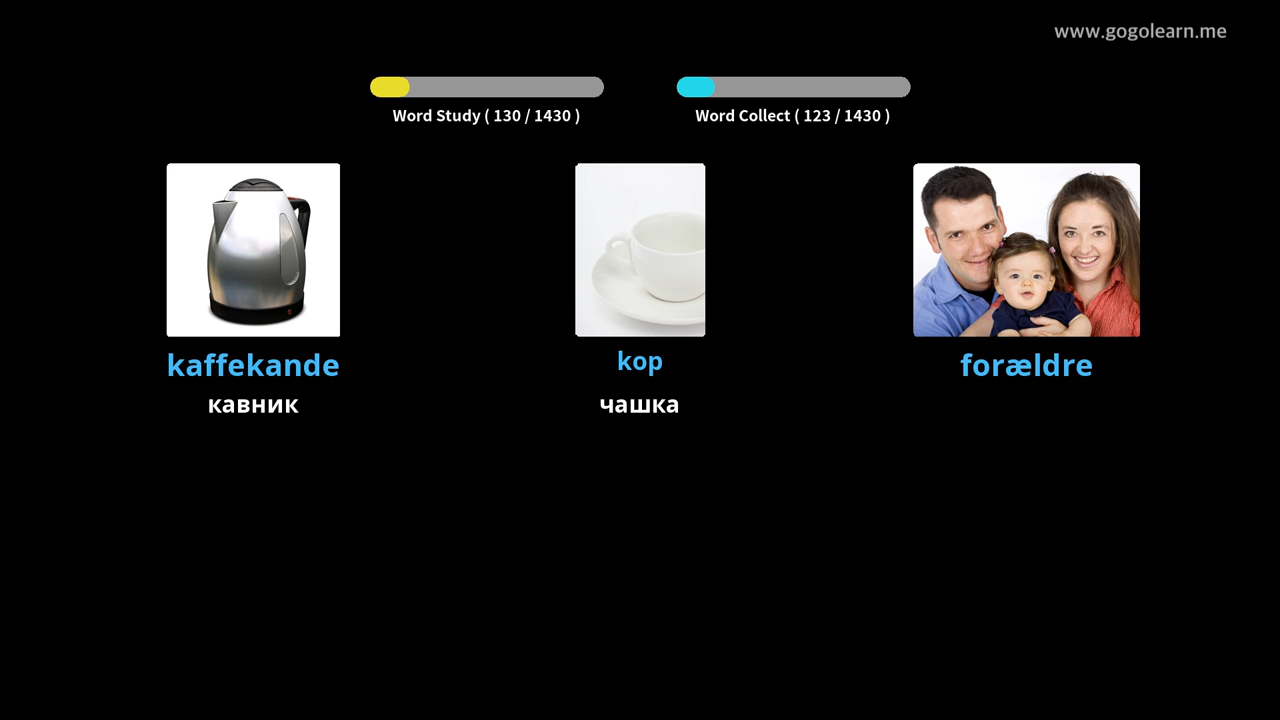 www.gogolearn.me
Word Study ( 130 / 1430 )
Word Collect ( 123 / 1430 )
kaffekande
кавник
kop
чашка
forældre